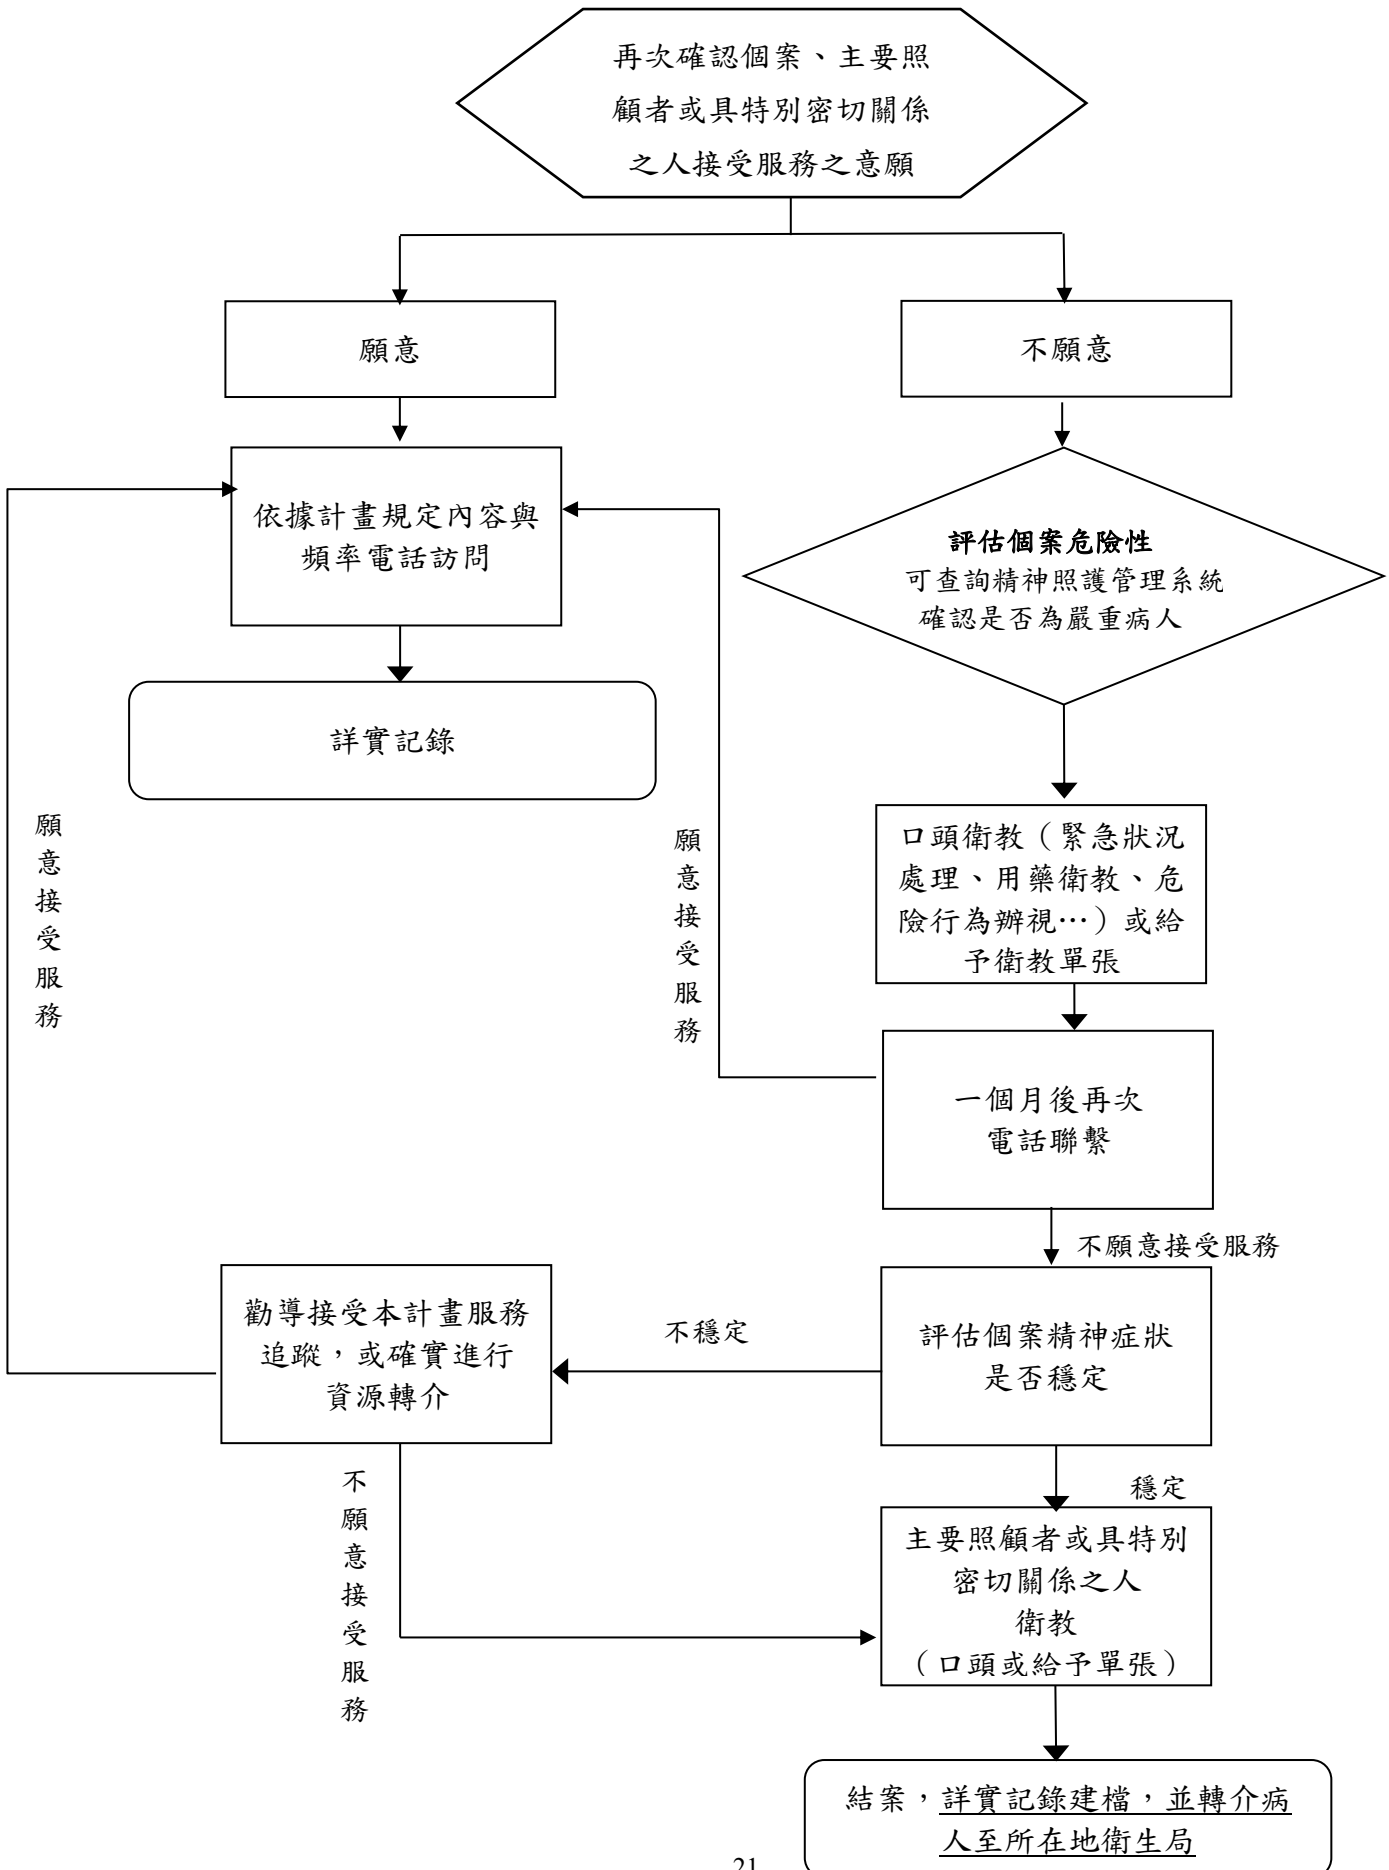 再次確認個案、主要照
顧者或具特別密切關係
之人接受服務之意願
願意
不願意
依據計畫規定內容與
頻率電話訪問
評估個案危險性
可查詢精神照護管理系統
確認是否為嚴重病人
詳實記錄
願意接受服務
願意接受服務
口頭衛教（緊急狀況
處理、用藥衛教、危
險行為辦視…）或給
予衛教單張
一個月後再次
電話聯繫
不願意接受服務
勸導接受本計畫服務
追蹤，或確實進行
資源轉介
不穩定
評估個案精神症狀
是否穩定
不願意接受服務
穩定
主要照顧者或具特別
密切關係之人
衛教
（口頭或給予單張）
結案，詳實記錄建檔，並轉介病
人至所在地衛生局
21